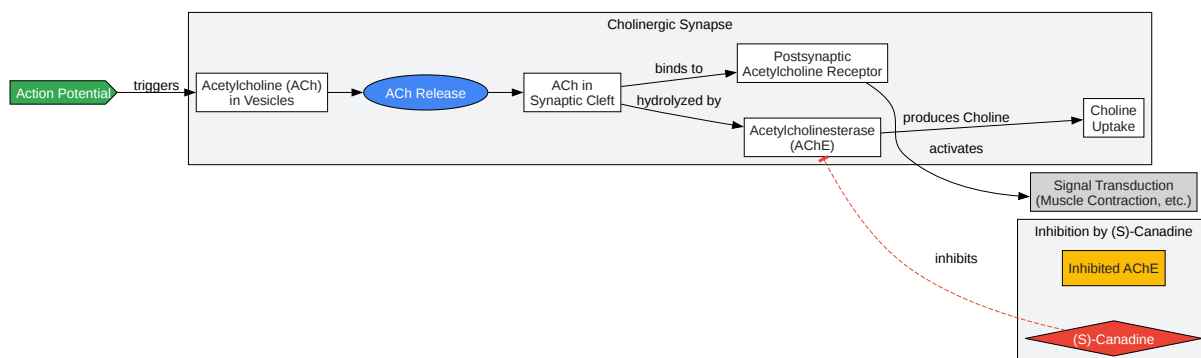 Cholinergic Synapse
Action Potential
triggers
Acetylcholine (ACh)
in Vesicles
ACh Release
ACh in
Synaptic Cleft
binds to
hydrolyzed by
Postsynaptic
Acetylcholine Receptor
Acetylcholinesterase
(AChE)
produces Choline
Choline
Uptake
activates
Signal Transduction
(Muscle Contraction, etc.)
inhibits
Inhibition by (S)-Canadine
Inhibited AChE
(S)-Canadine